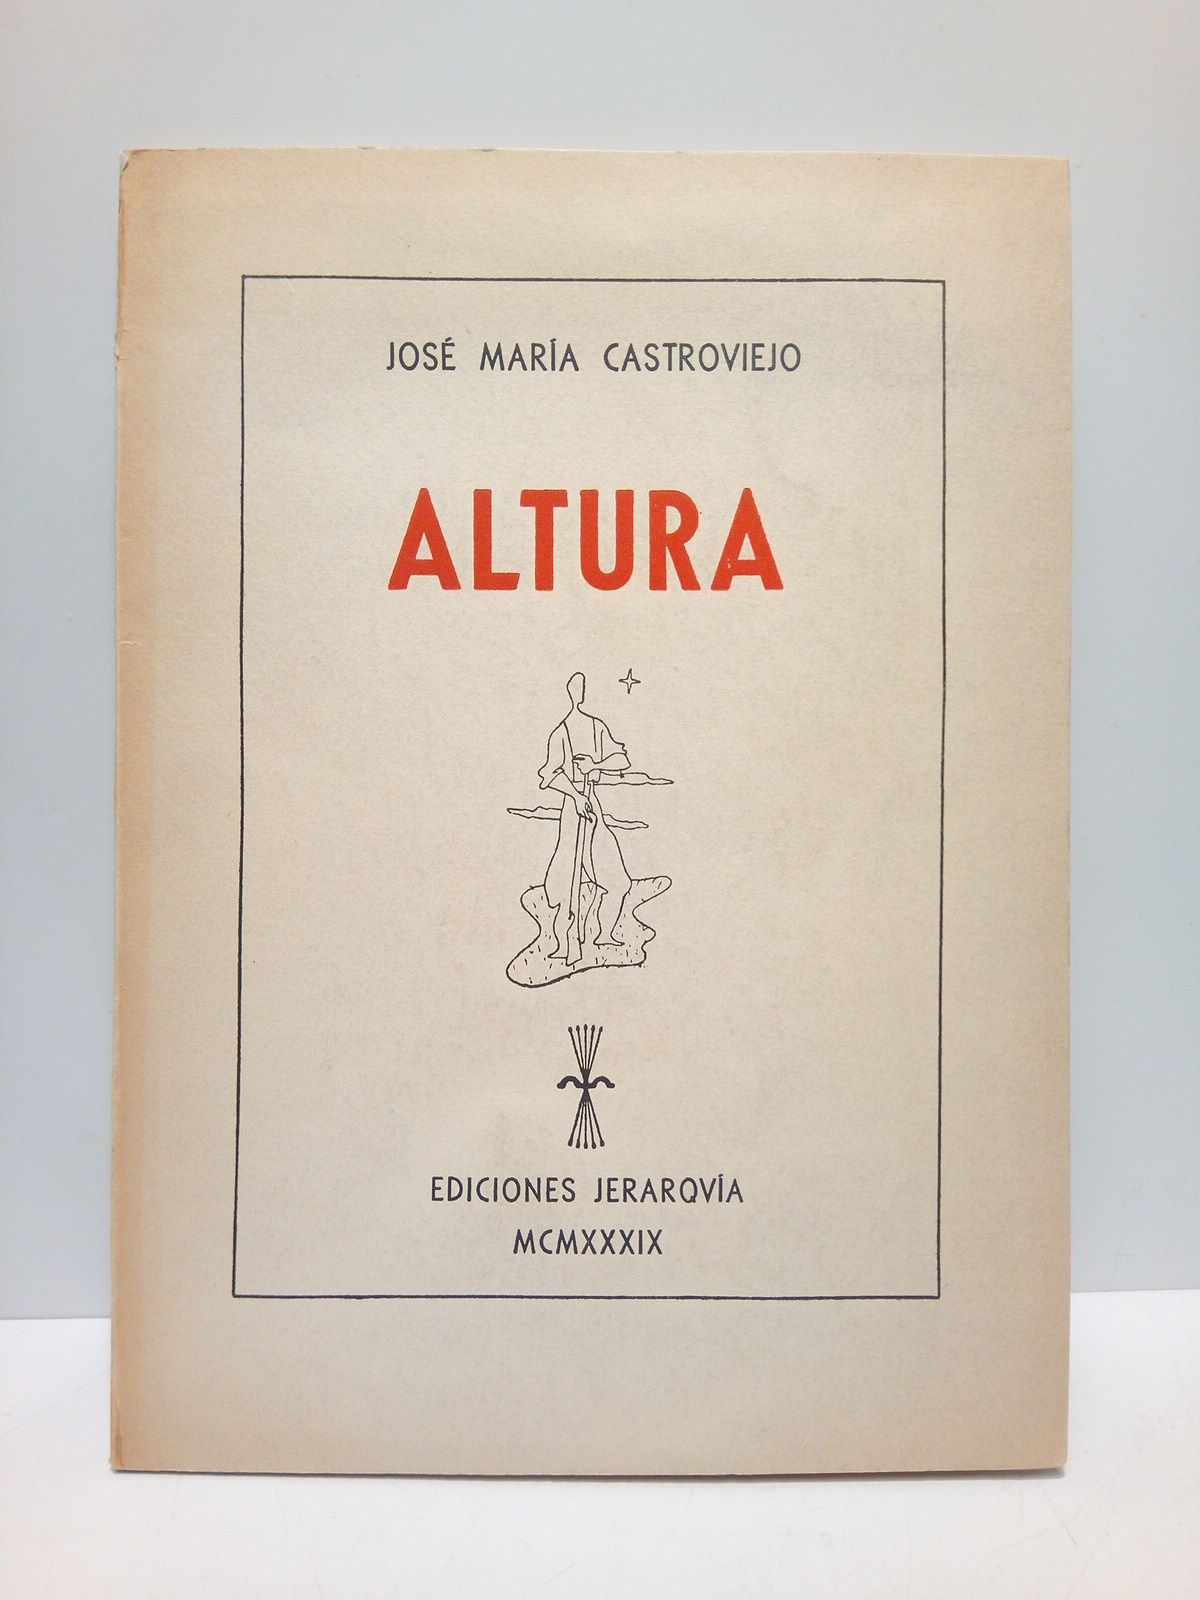 JOSÉ MARÍA CASTROVIEJO
ALTURA
EDICIONES JERARQVÍA
MCMXXXIX